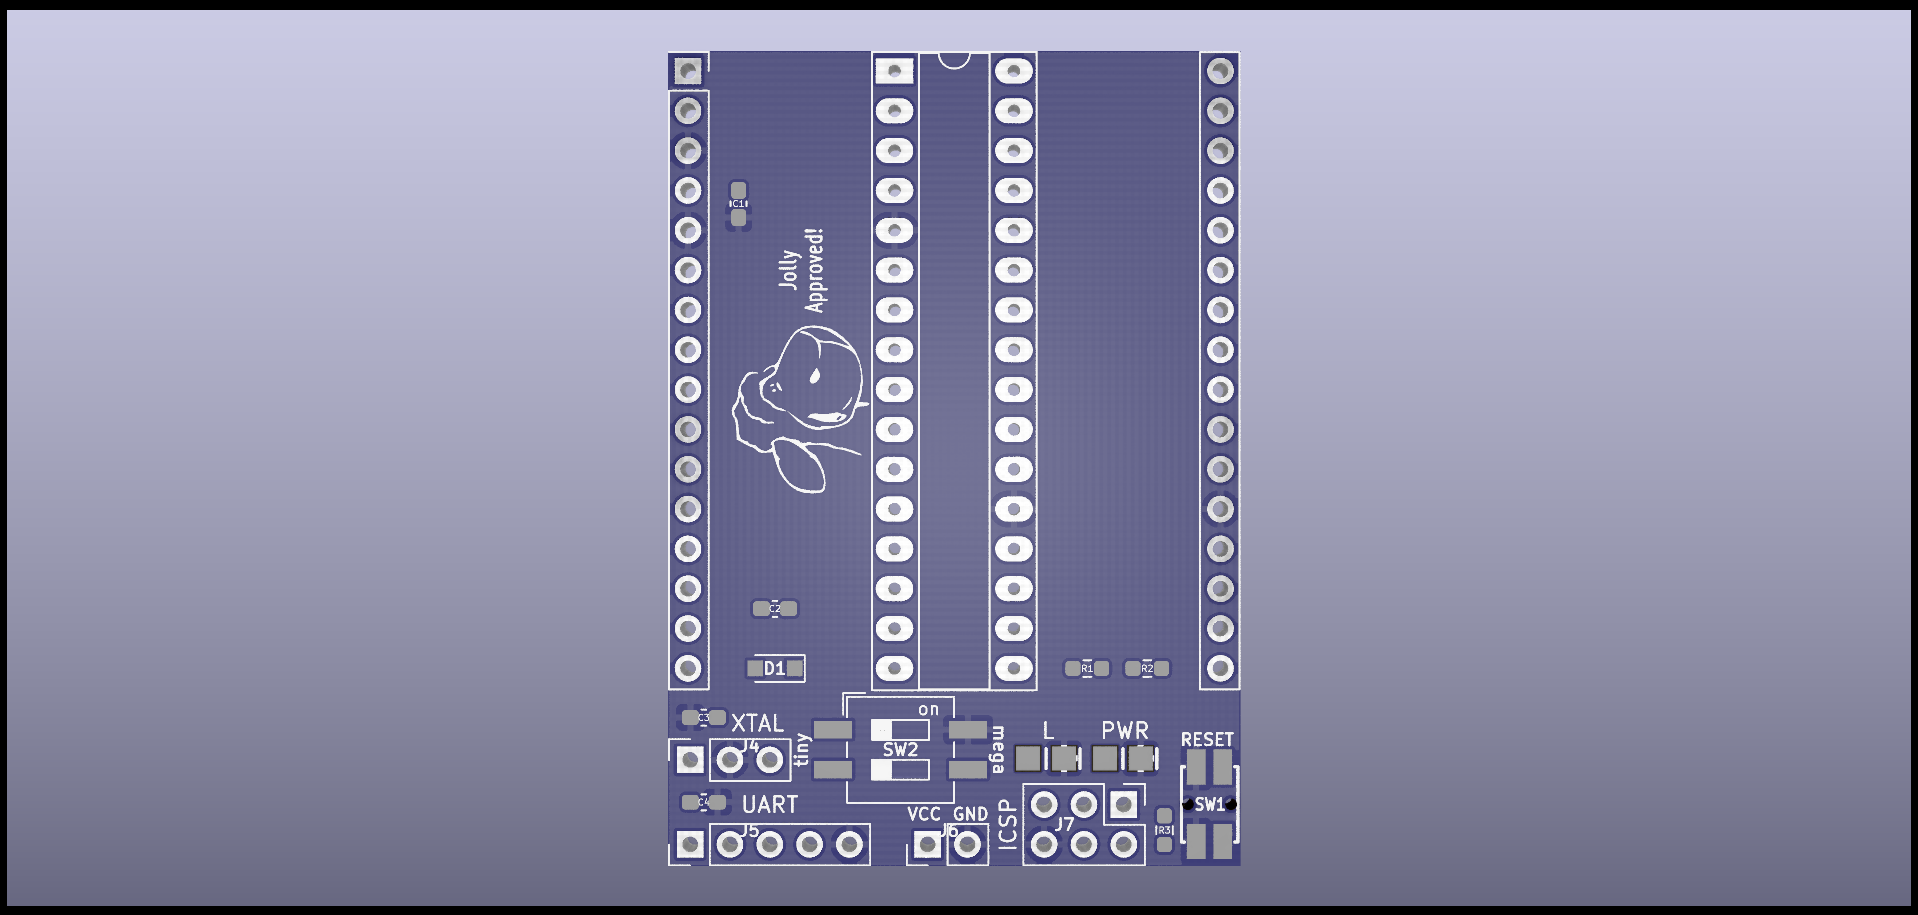 C1
Jolly
Approved!
C2
D1
R1
R2
C3
XTAL
J4
tiny
on
SW2
mega
L
PWR
RESET
C4
UART
J5
VCC
GND
J6
ICSP
J7
R3
SW1